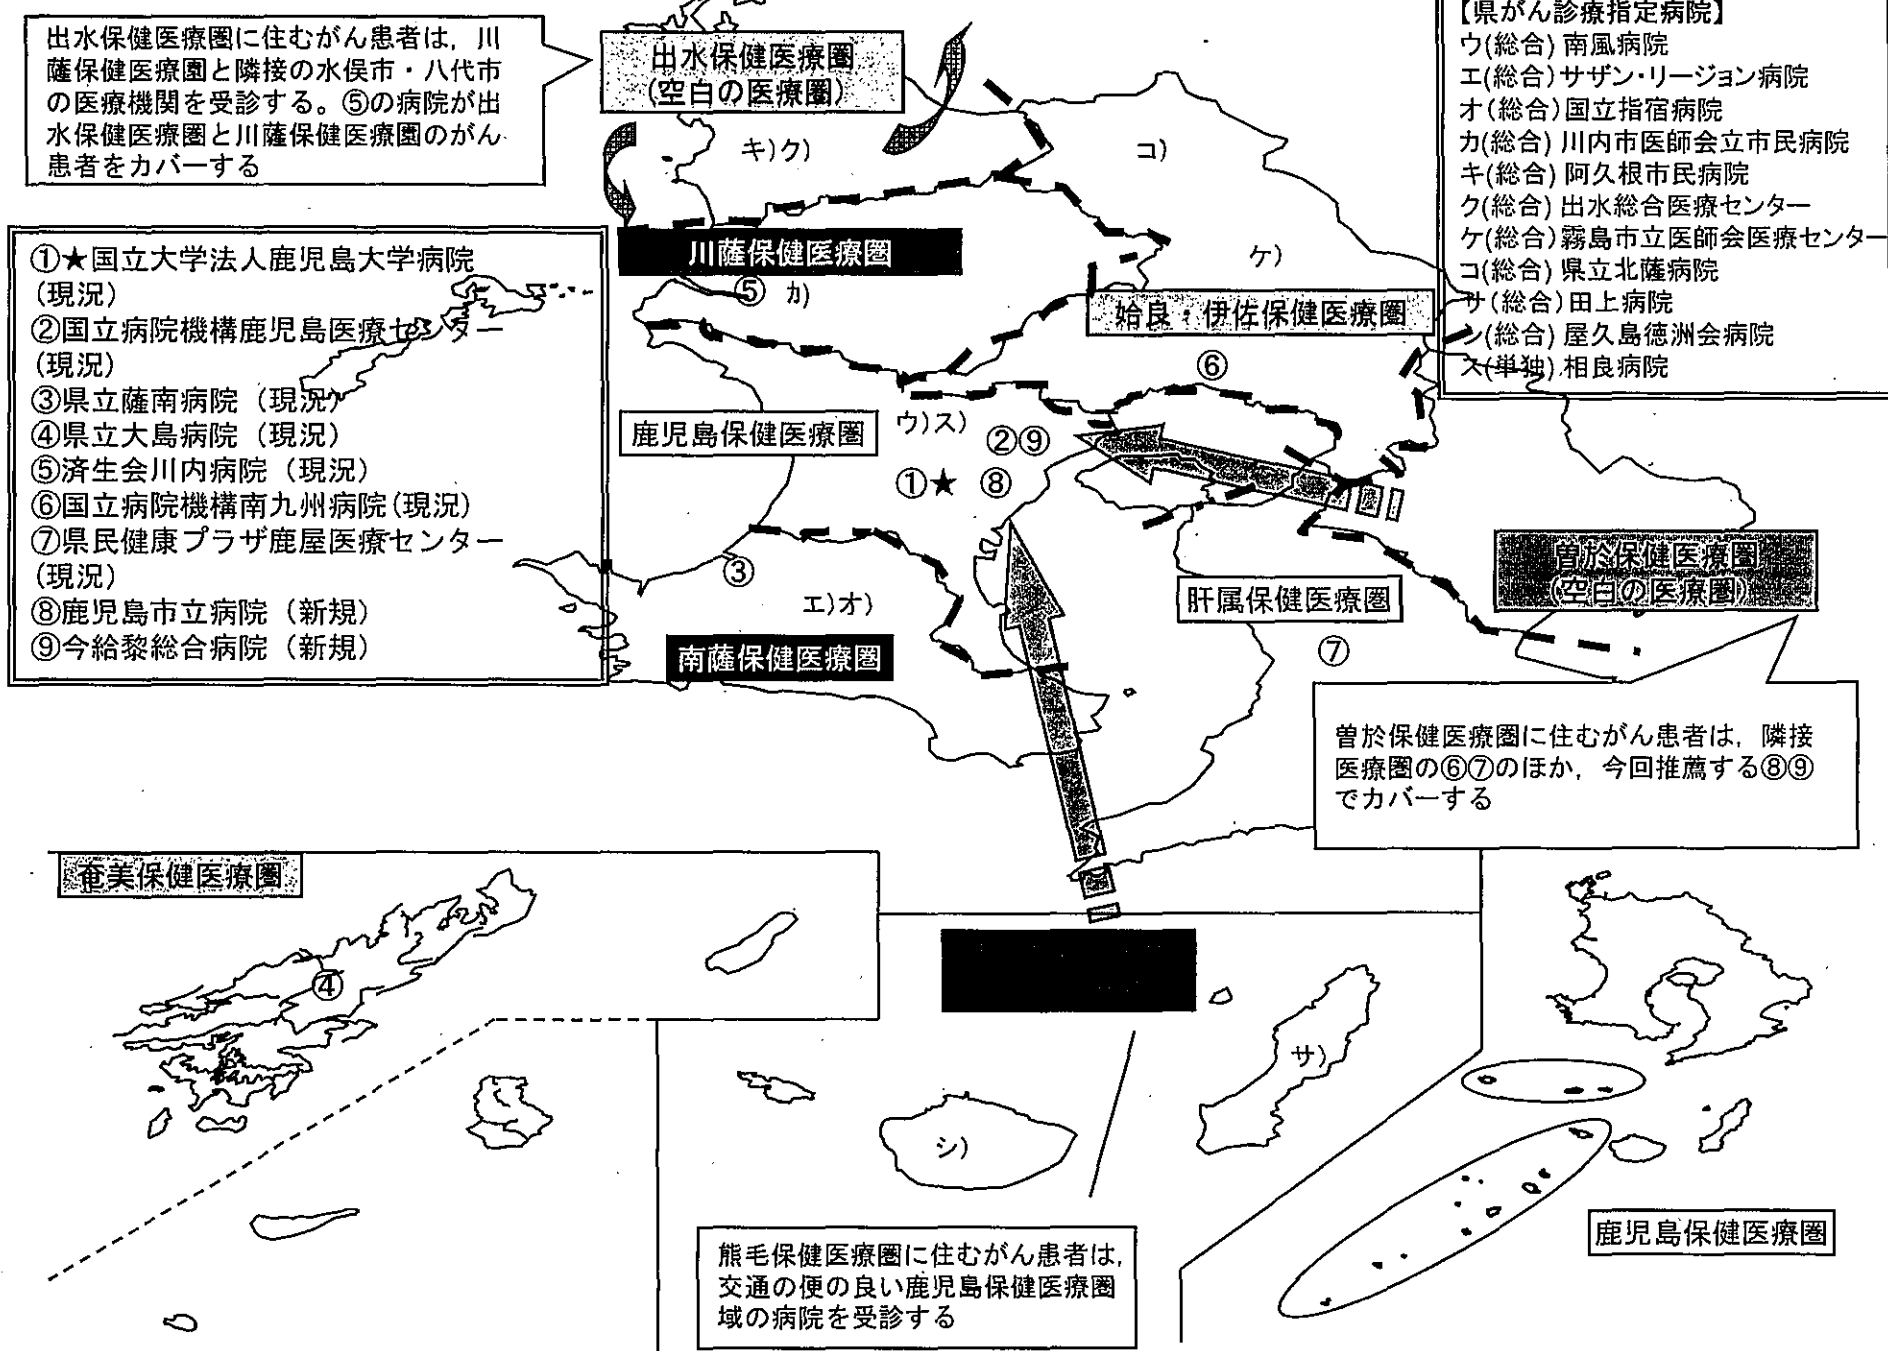 出水保健医療圏に住むがん患者は，川
薩保健医療圏と隣接の水俣市・八代市
の医療機関を受診する。⑤の病院が出
水保健医療圏と川薩保健医療圏のがん
患者をカバーする
出水保健医療圏
(空白の医療圏)
【県がん診療指定病院】
ウ(総合) 南風病院
エ(総合) サザン・リージョン病院
オ(総合) 国立指宿病院
カ(総合) 川内市医師会立市民病院
キ(総合) 阿久根市民病院
ク(総合) 出水総合医療センター
ケ(総合) 霧島市立医師会医療センター
コ(総合) 県立北薩病院
サ(総合) 田上病院
シ(総合) 屋久島徳洲会病院
ス(単独) 相良病院
キ)ク)
コ)
①★国立大学法人鹿児島大学病院
(現況)
②国立病院機構鹿児島医療センター
(現況)
③県立薩南病院（現況）
④県立大島病院（現況）
⑤済生会川内病院（現況）
⑥国立病院機構南九州病院(現況)
⑦県民健康プラザ鹿屋医療センター
(現況)
⑧鹿児島市立病院（新規）
⑨今給黎総合病院（新規）
川薩保健医療圏
⑤ カ)
ケ)
姶良・伊佐保健医療圏
⑥
鹿児島保健医療圏
ウ)ス)
②⑨
①★ ⑧
③
エ)オ)
南薩保健医療圏
肝属保健医療圏
⑦
曽於保健医療圏
(空白の医療圏)
曽於保健医療圏に住むがん患者は，隣接
医療圏の⑥⑦のほか，今回推薦する⑧⑨
でカバーする
奄美保健医療圏
④
サ)
シ)
熊毛保健医療圏に住むがん患者は，
交通の便の良い鹿児島保健医療圏
域の病院を受診する
鹿児島保健医療圏